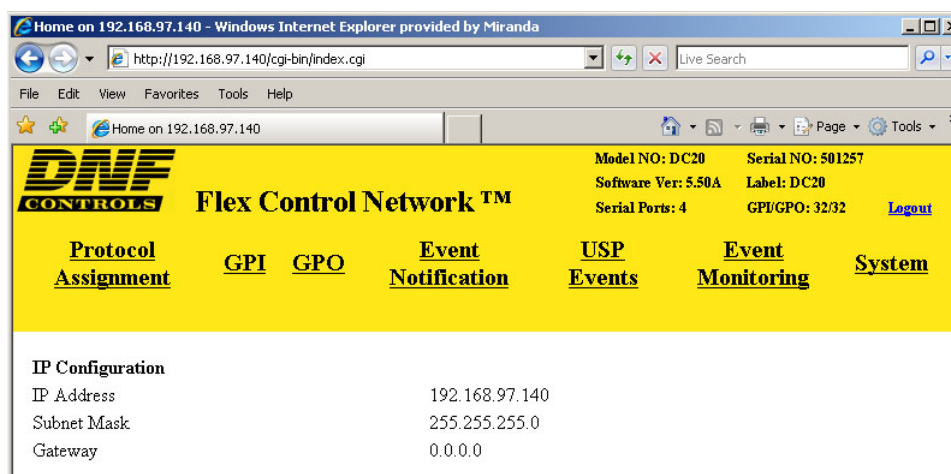 Home on 192.168.97.140 - Windows Internet Explorer provided by Miranda
http://192.168.97.140/cgi-bin/index.cgi
Live Search
File Edit View Favorites Tools Help
Home on 192.168.97.140
Page Tools
DNF
CONTROLS
Flex Control Network ™
Model NO: DC20 Serial NO: 501257
Software Ver: 5.50A Label: DC20
Serial Ports: 4 GPI/GPO: 32/32 Logout
Protocol Assignment
GPI
GPO
Event Notification
USP Events
Event Monitoring
System
IP Configuration
IP Address 192.168.97.140
Subnet Mask 255.255.255.0
Gateway 0.0.0.0